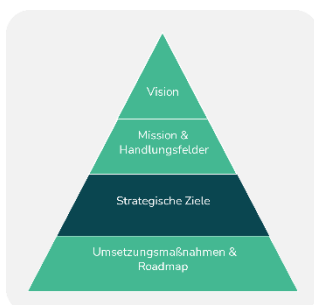 Vision
Mission &
Handlungsfelder
Strategische Ziele
Umsetzungsmaßnahmen &
Roadmap